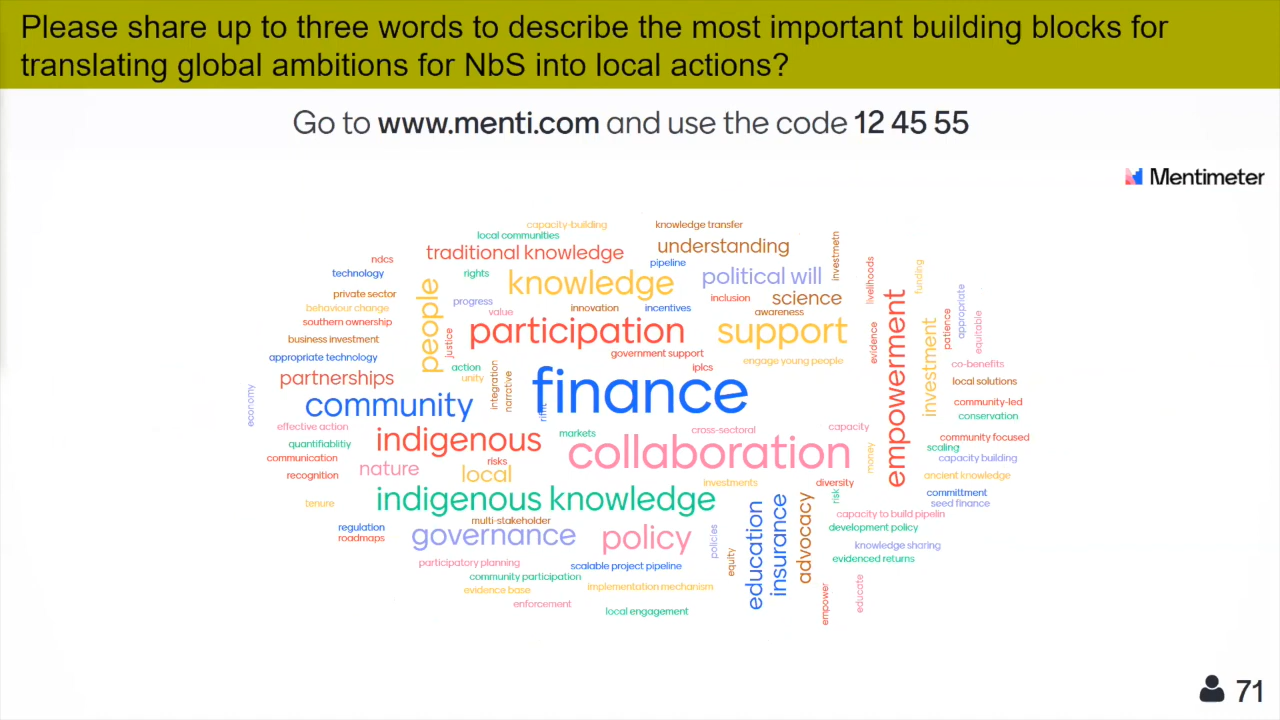 Please share up to three words to describe the most important building blocks for
translating global ambitions for NbS into local actions?
Go to www.menti.com and use the code 12 45 55
Mentimeter
capacity-building
knowledge transfer
local communities
traditional knowledge
understanding
investmetn
ndcs
technology
rights
pipeline
knowledge
political will
livelihoods
funding
people
private sector
progress
inclusion
science
appropriate
behaviour change
value
innovation
incentives
awareness
southern ownership
participation
support
empowerment
patience
equitable
business investment
justice
evidence
investment
appropriate technology
government support
engage young people
action
iplcs
co-benefits
partnerships
unity
integration
narrative
finance
local solutions
economy
community
community-led
conservation
effective action
markets
cross-sectoral
capacity
quantifiablitiy
indigenous
collaboration
community focused
scaling
communication
risks
money
capacity building
recognition
nature
local
investments
diversity
ancient knowledge
tenure
indigenous knowledge
risk
committment
seed finance
regulation
multi-stakeholder
education
insurance
advocacy
capacity to build pipelin
roadmaps
governance
policy
policies
development policy
equity
knowledge sharing
participatory planning
scalable project pipeline
evidenced returns
community participation
evidence base
implementation mechanism
empower
educate
enforcement
local engagement
71